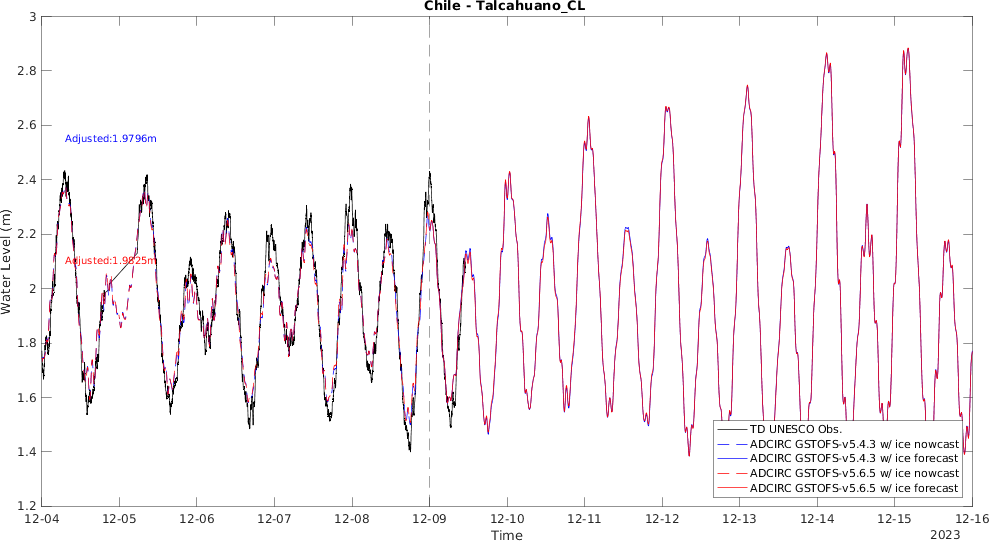 Chile - Talcahuano_CL
Water Level (m)
3
2.8
2.6
2.4
2.2
2
1.8
1.6
1.4
1.2
Adjusted:1.9796m
Adjusted:1.9825m
TD UNESCO Obs.
ADCIRC GSTOFS-v5.4.3 w/ ice nowcast
ADCIRC GSTOFS-v5.4.3 w/ ice forecast
ADCIRC GSTOFS-v5.6.5 w/ ice nowcast
ADCIRC GSTOFS-v5.6.5 w/ ice forecast
12-04 12-05 12-06 12-07 12-08 12-09 12-10 12-11 12-12 12-13 12-14 12-15 12-16
Time
2023